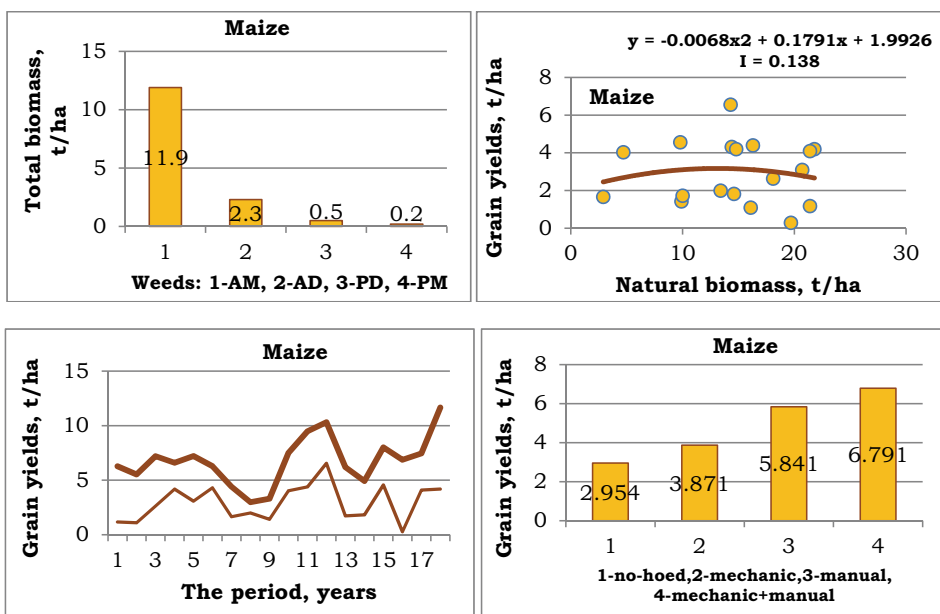 Maize
Total biomass,
t/ha
15
10
5
0
11.9
2.3
0.5
0.2
1 2 3 4
Weeds: 1-AM, 2-AD, 3-PD, 4-PM
y = -0.0068x2 + 0.1791x + 1.9926
I = 0.138
Maize
Grain yields, t/ha
8
6
4
2
0
0 10 20 30
Natural biomass, t/ha
Maize
Grain yields, t/ha
15
10
5
0
1 3 5 7 9 11 13 15 17
The period, years
Maize
Grain yields, t/ha
8
6
4
2
0
2.954
3.871
5.841
6.791
1 2 3 4
1-no-hoed,2-mechanic,3-manual,
4-mechanic+manual